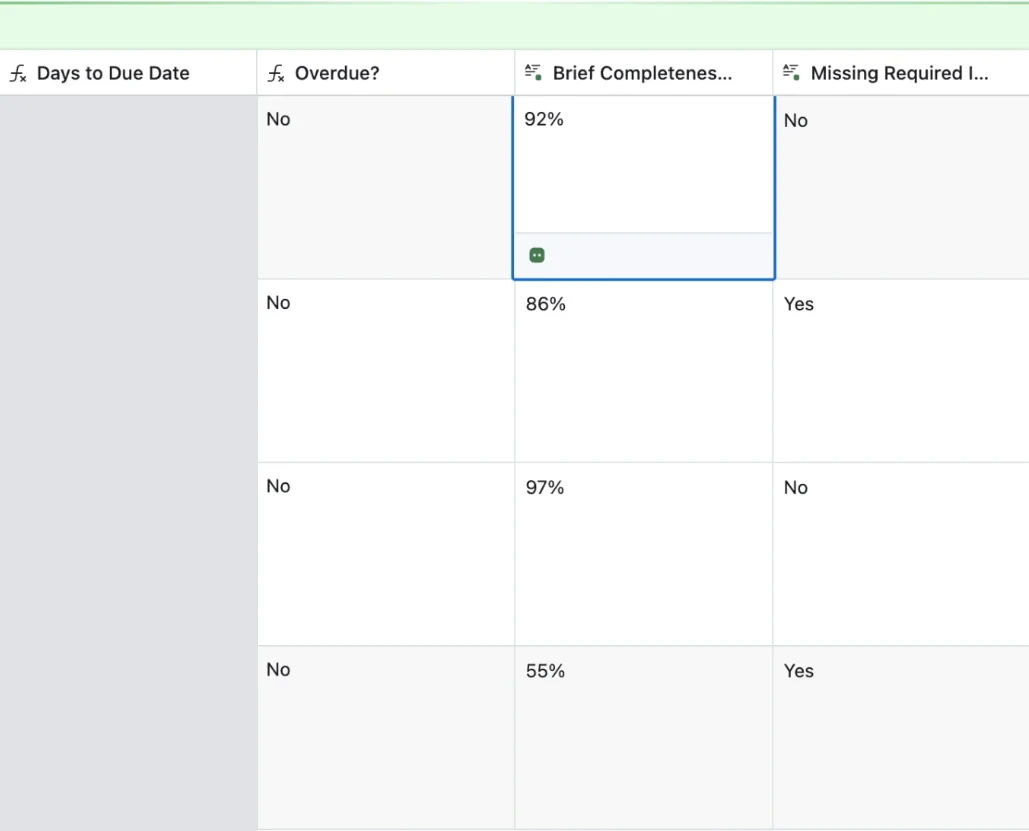 Days to Due Date
Overdue?
Brief Completenes...
Missing Required I...
No
92%
No
No
86%
Yes
No
97%
No
No
55%
Yes